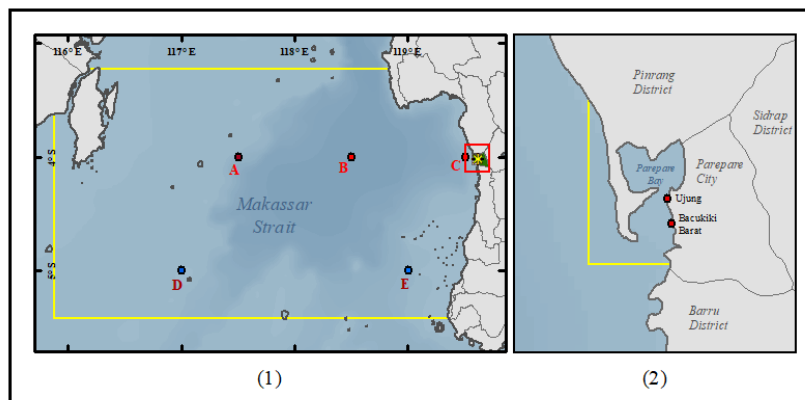 116° E
117° E
118° E
119° E
4° S
A
B
C
Makassar
Strait
5° S
D
E
(1)
Pinrang
District
Sidrap
District
Parepare
Bay
Parepare
City
Ujung
Bacukiki
Barat
Barru
District
(2)